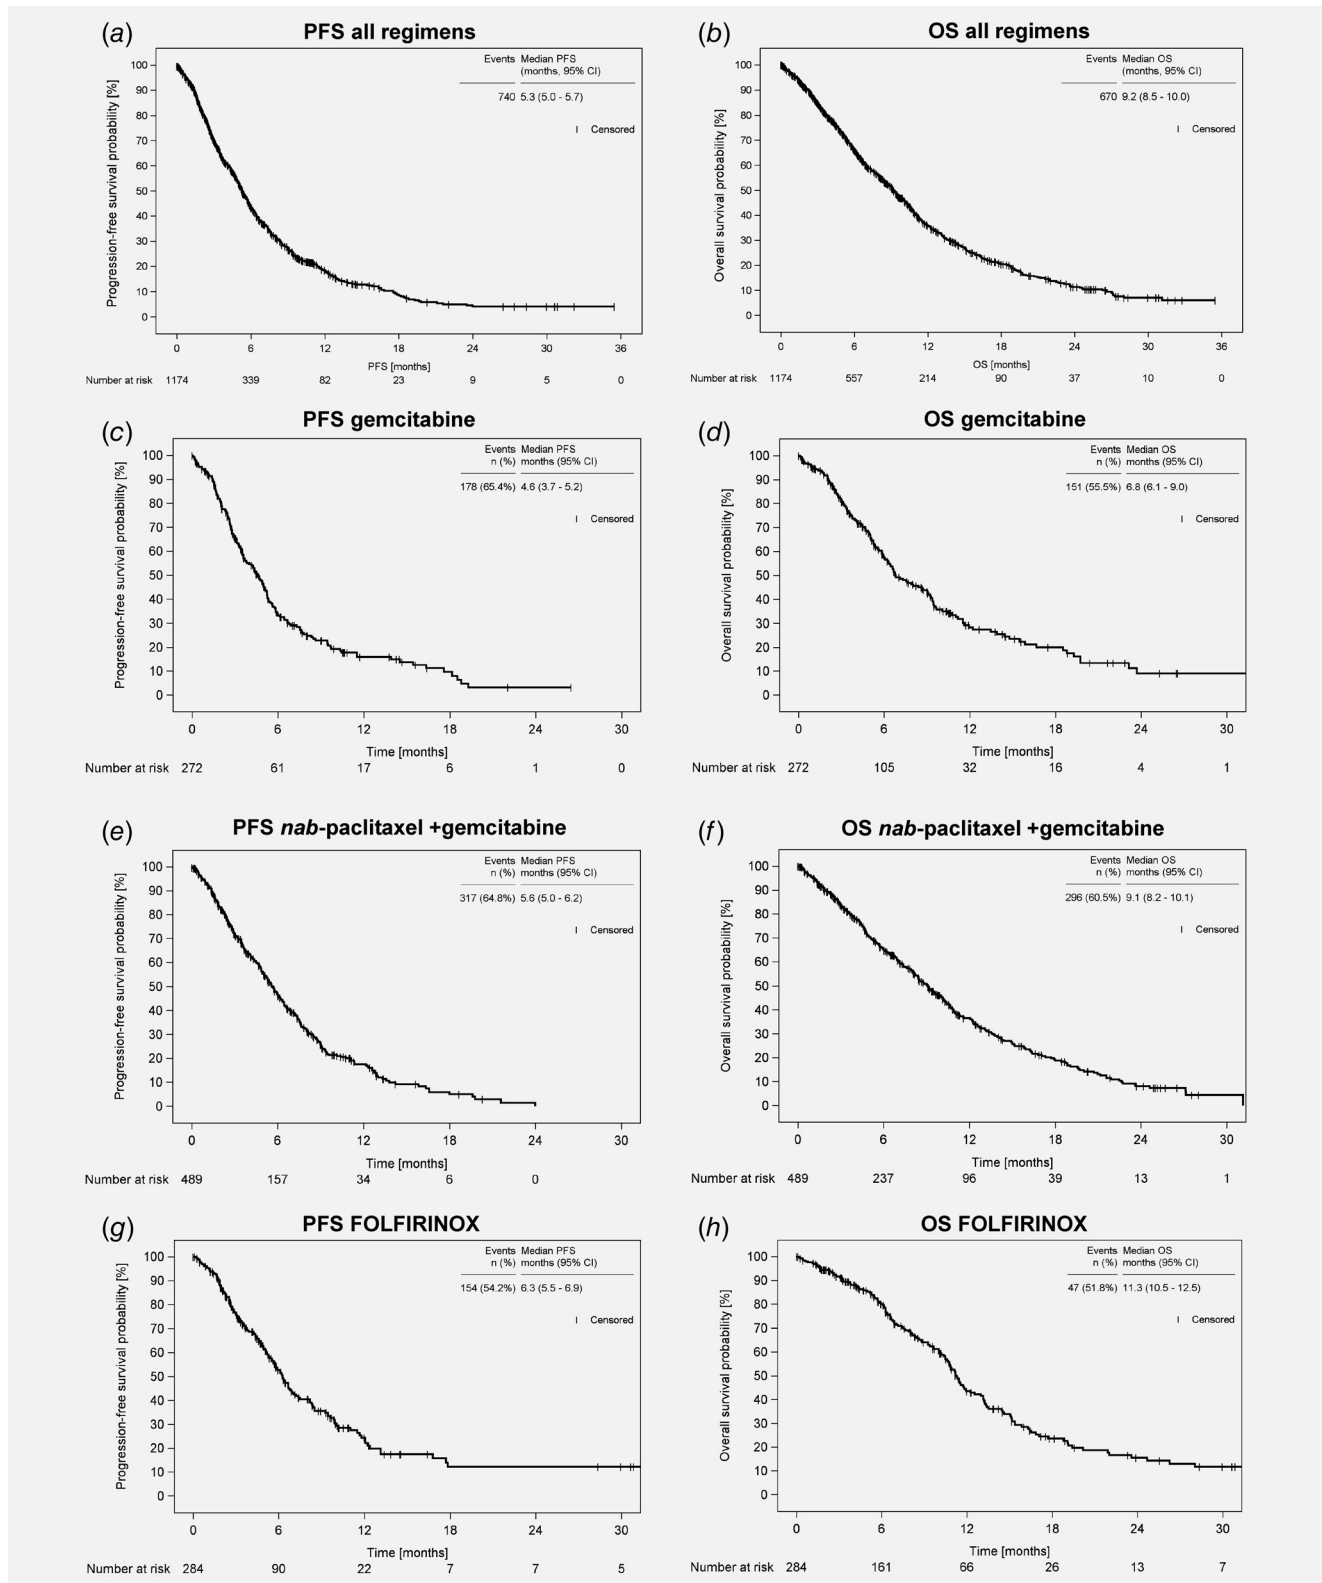 (a) PFS all regimens
Events Median PFS
(months, 95% CI)
740 5.3 (5.0 - 5.7)
Censored
Progression-free survival probability [%]
100
90
80
70
60
50
40
30
20
10
0
0 6 12 18 24 30 36
PFS [months]
Number at risk 1174 339 82 23 9 5 0
(b) OS all regimens
Events Median OS
(months, 95% CI)
670 9.2 (8.5 - 10.0)
Censored
Overall survival probability [%]
100
90
80
70
60
50
40
30
20
10
0
0 6 12 18 24 30 36
OS [months]
Number at risk 1174 557 214 90 37 10 0
(c) PFS gemcitabine
Events Median PFS
n (%) months (95% CI)
178 (65.4%) 4.6 (3.7 - 5.2)
Censored
Progression-free survival probability [%]
100
90
80
70
60
50
40
30
20
10
0
0 6 12 18 24 30
Time [months]
Number at risk 272 61 17 6 1 0
(d) OS gemcitabine
Events Median OS
n (%) months (95% CI)
151 (55.5%) 6.8 (6.1 - 9.0)
Censored
Overall survival probability [%]
100
90
80
70
60
50
40
30
20
10
0
0 6 12 18 24 30
Time [months]
Number at risk 272 105 32 16 4 1
(e) PFS nab-paclitaxel +gemcitabine
Events Median PFS
n (%) months (95% CI)
317 (64.8%) 5.6 (5.0 - 6.2)
Censored
Progression-free survival probability [%]
100
90
80
70
60
50
40
30
20
10
0
0 6 12 18 24 30
Time [months]
Number at risk 489 157 34 6 0
(f) OS nab-paclitaxel +gemcitabine
Events Median OS
n (%) months (95% CI)
296 (60.5%) 9.1 (8.2 - 10.1)
Censored
Overall survival probability [%]
100
90
80
70
60
50
40
30
20
10
0
0 6 12 18 24 30
Time [months]
Number at risk 489 237 96 39 13 1
(g) PFS FOLFIRINOX
Events Median PFS
n (%) months (95% CI)
154 (54.2%) 6.3 (5.5 - 6.9)
Censored
Progression-free survival probability [%]
100
90
80
70
60
50
40
30
20
10
0
0 6 12 18 24 30
Time [months]
Number at risk 284 90 22 7 7 5
(h) OS FOLFIRINOX
Events Median OS
n (%) months (95% CI)
47 (51.8%) 11.3 (10.5 - 12.5)
Censored
Overall survival probability [%]
100
90
80
70
60
50
40
30
20
10
0
0 6 12 18 24 30
Time [months]
Number at risk 284 161 66 26 13 7